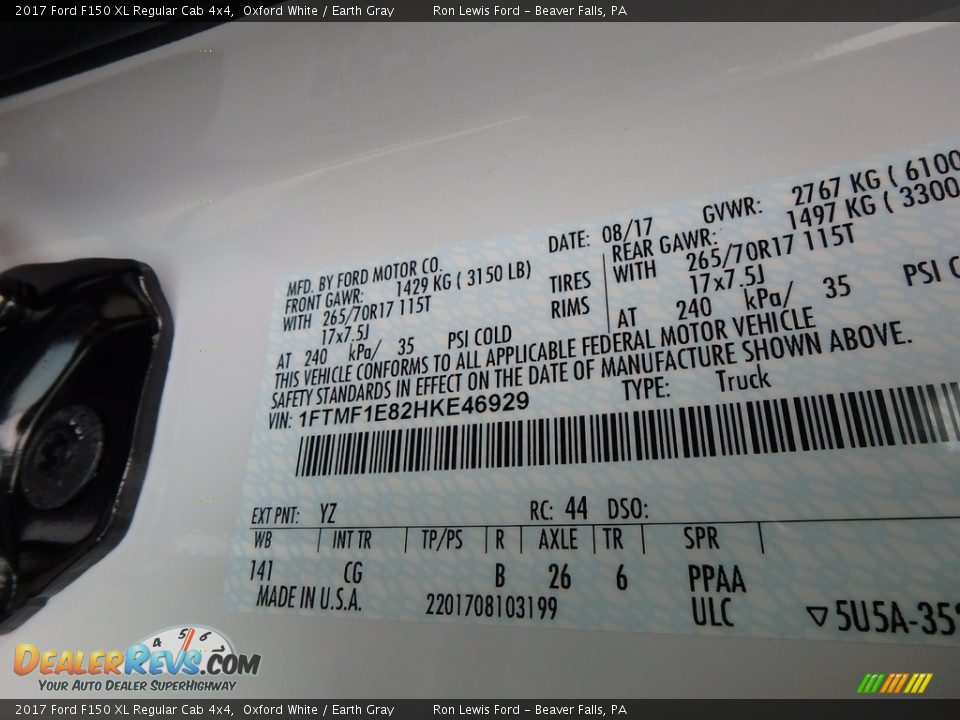 2017 Ford F150 XL Regular Cab 4x4, Oxford White / Earth Gray Ron Lewis Ford - Beaver Falls, PA
MFD. BY FORD MOTOR CO. DATE: 08/17 GVWR: 2767 KG ( 6100
FRONT GAWR: 1429 KG ( 3150 LB) REAR GAWR: 1497 KG ( 3300
WITH 265/70R17 115T TIRES WITH 265/70R17 115T
17x7.5J RIMS 17x7.5J
AT 240 kPa/ 35 PSI COLD AT 240 kPa/ 35 PSI C
THIS VEHICLE CONFORMS TO ALL APPLICABLE FEDERAL MOTOR VEHICLE
SAFETY STANDARDS IN EFFECT ON THE DATE OF MANUFACTURE SHOWN ABOVE.
VIN: 1FTMF1E82HKE46929 TYPE: Truck
EXT PNT: YZ RC: 44 DSO:
WB INT TR TP/PS R AXLE TR SPR
141 CG B 26 6 PPAA
MADE IN U.S.A. 2201708103199 ULC ▽5U5A-35
4 5 6
DealerRevs.com
Your Auto Dealer SuperHighway
2017 Ford F150 XL Regular Cab 4x4, Oxford White / Earth Gray Ron Lewis Ford - Beaver Falls, PA